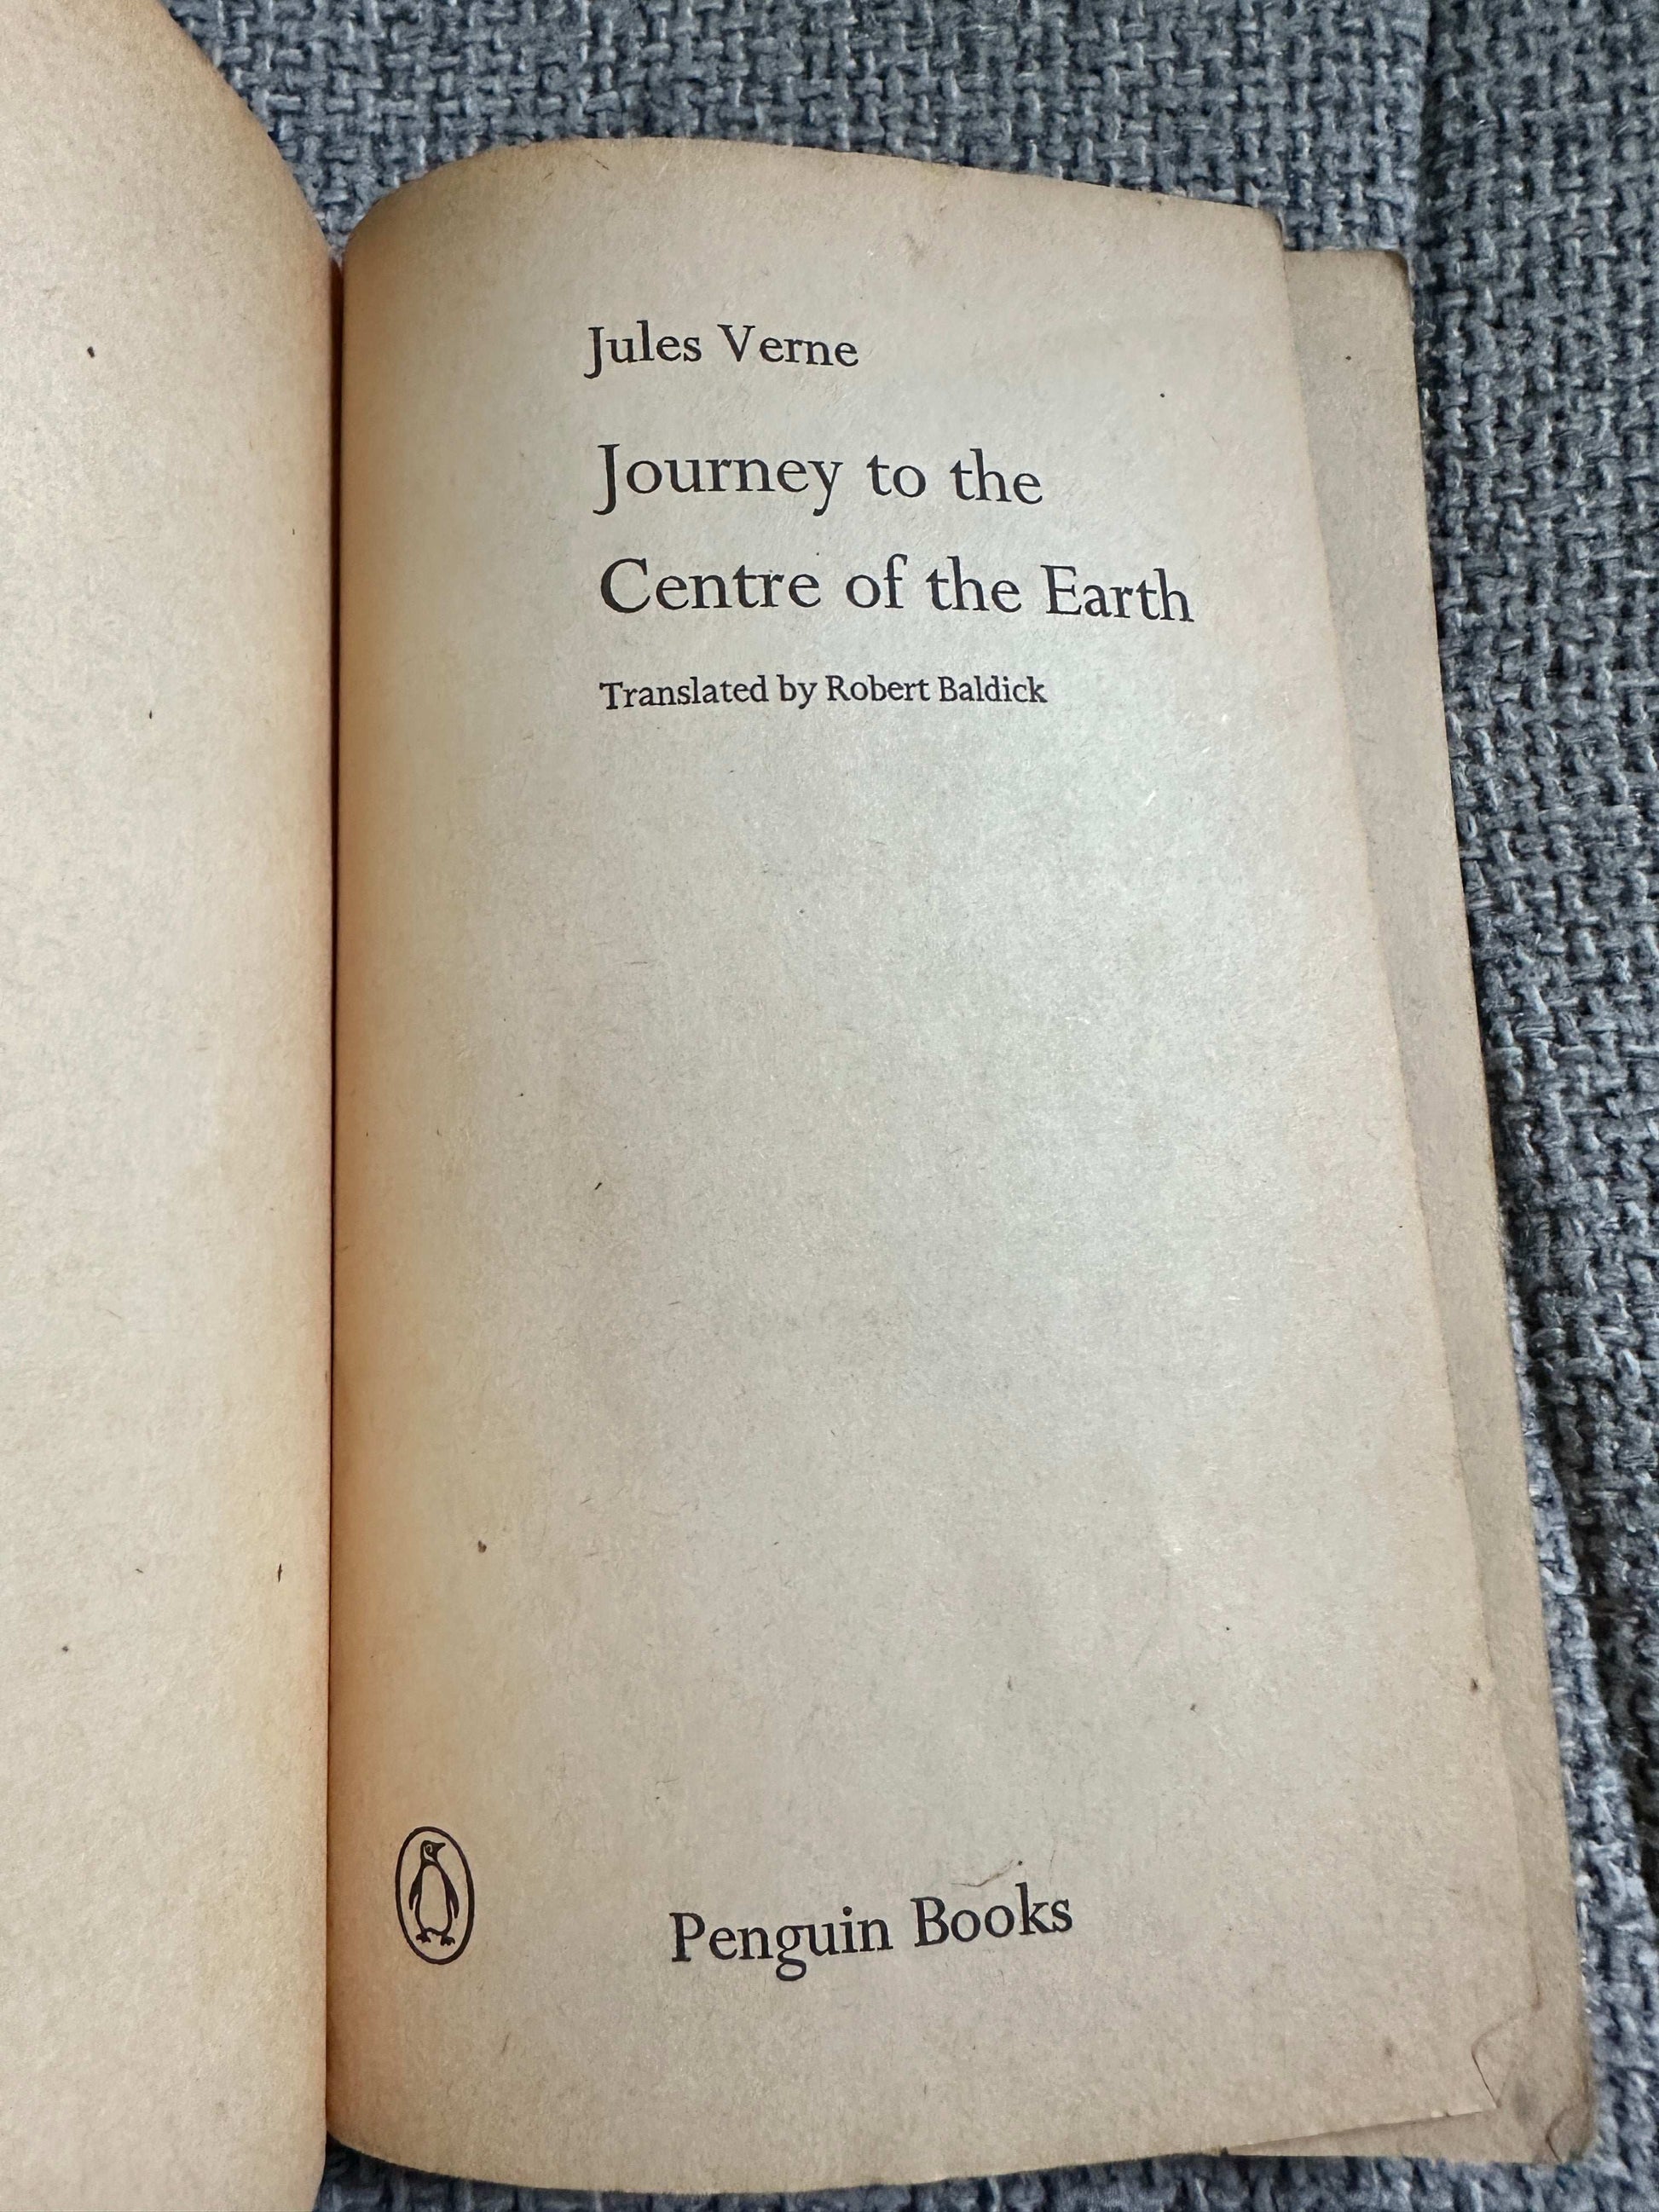 Jules Verne
Journey to the
Centre of the Earth
Translated by Robert Baldick
Penguin Books